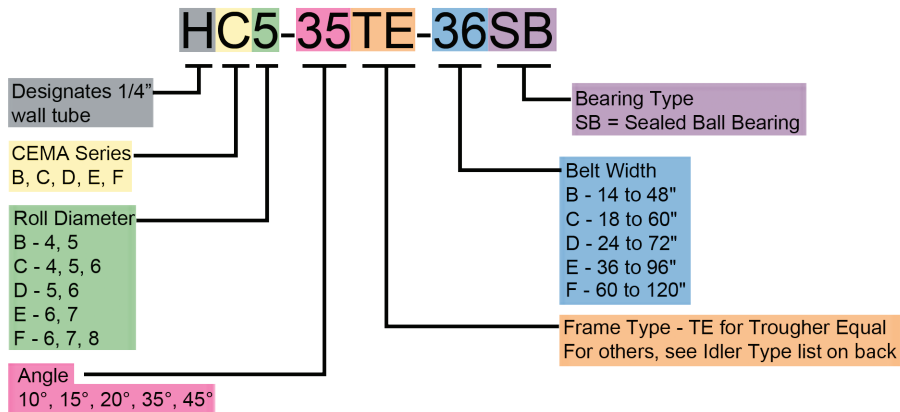 HC5-35TE-36SB
Designates 1/4”
wall tube
CEMA Series
B, C, D, E, F
Roll Diameter
B - 4, 5
C - 4, 5, 6
D - 5, 6
E - 6, 7
F - 6, 7, 8
Angle
10°, 15°, 20°, 35°, 45°
Bearing Type
SB = Sealed Ball Bearing
Belt Width
B - 14 to 48"
C - 18 to 60"
D - 24 to 72"
E - 36 to 96"
F - 60 to 120"
Frame Type - TE for Trougher Equal
For others, see Idler Type list on back